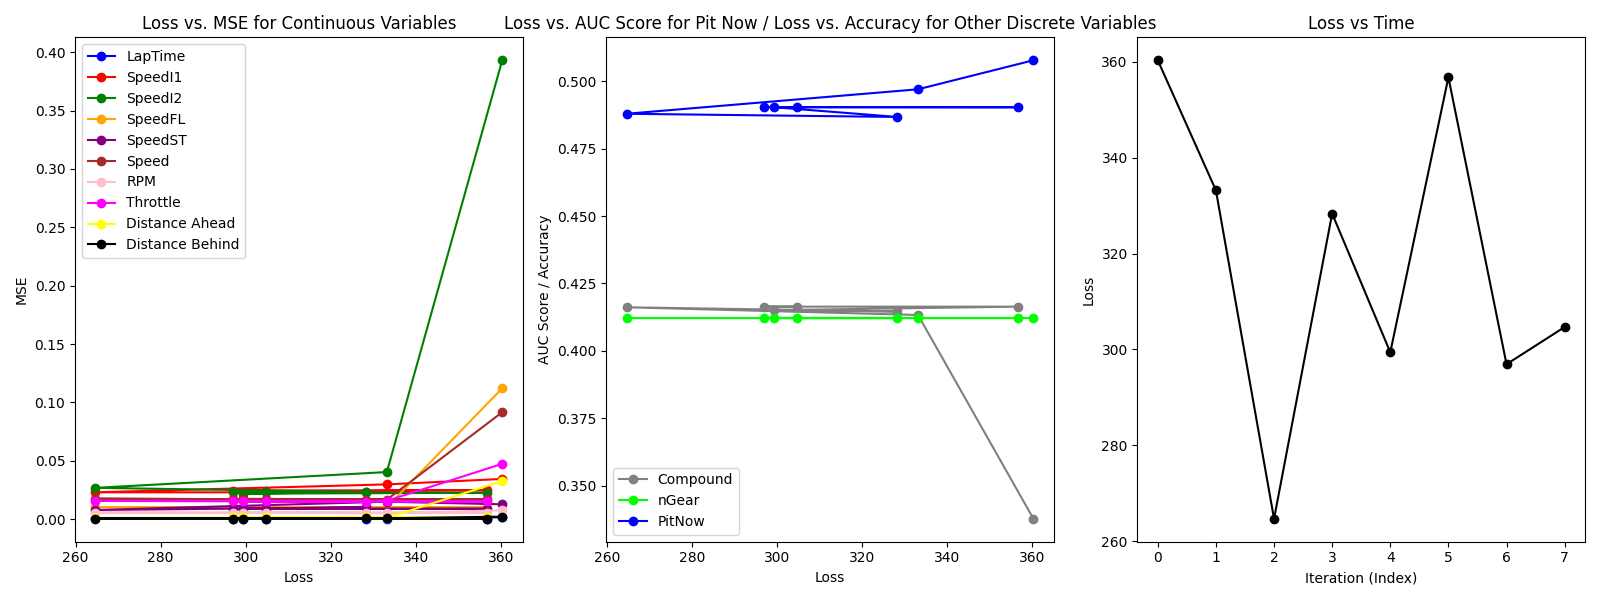 Loss vs. MSE for Continuous Variables
0.40
0.35
0.30
0.25
0.20
0.15
0.10
0.05
0.00
MSE
LapTime
SpeedI1
SpeedI2
SpeedFL
SpeedST
Speed
RPM
Throttle
Distance Ahead
Distance Behind
260 280 300 320 340 360
Loss
Loss vs. AUC Score for Pit Now / Loss vs. Accuracy for Other Discrete Variables
0.500
0.475
0.450
0.425
0.400
0.375
0.350
AUC Score / Accuracy
Compound
nGear
PitNow
260 280 300 320 340 360
Loss
Loss vs Time
360
340
320
300
280
260
Loss
0 1 2 3 4 5 6 7
Iteration (Index)